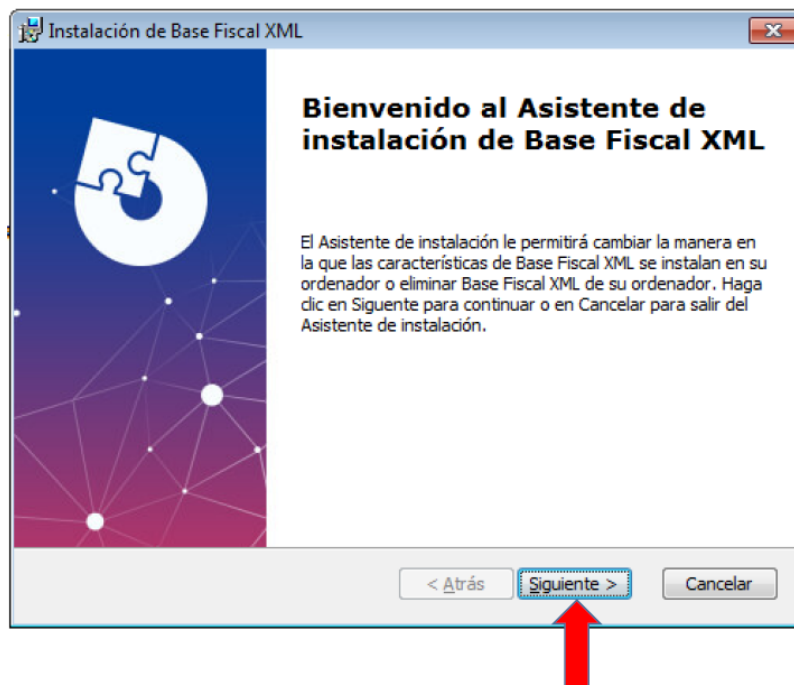 Instalación de Base Fiscal XML
Bienvenido al Asistente de
instalación de Base Fiscal XML
El Asistente de instalación le permitirá cambiar la manera en
la que las características de Base Fiscal XML se instalan en su
ordenador o eliminar Base Fiscal XML de su ordenador. Haga
clic en Siguente para continuar o en Cancelar para salir del
Asistente de instalación.
< Atrás
Siguiente >
Cancelar